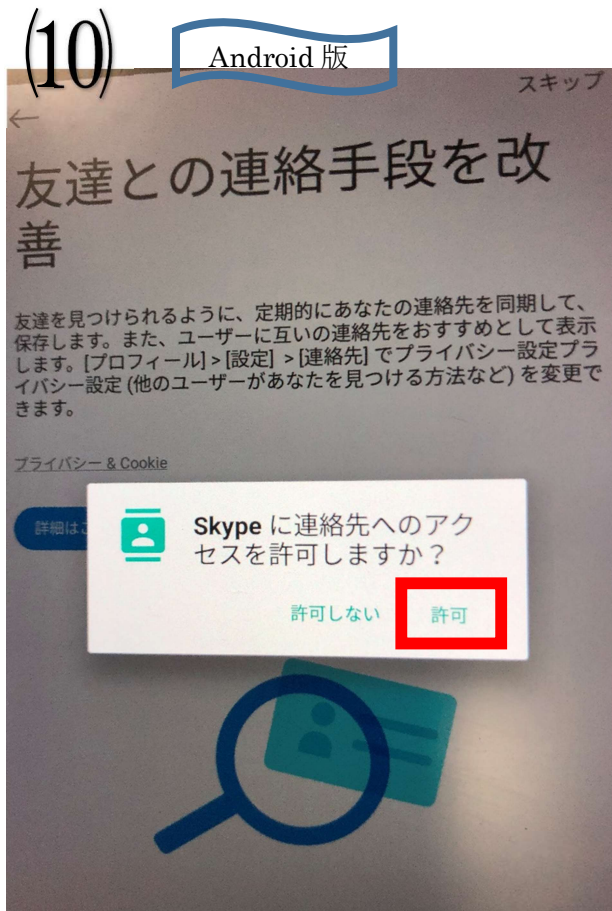 (10)
Android 版
スキップ
←
友達との連絡手段を改
善
友達を見つけられるように、定期的にあなたの連絡先を同期して、
保存します。また、ユーザーに互いの連絡先をおすすめとして表示
します。[プロフィール] > [設定] > [連絡先] でプライバシー設定プラ
イバシー設定 (他のユーザーがあなたを見つける方法など) を変更で
きます。
プライバシー & Cookie
詳細はこ
Skype に連絡先へのアク
セスを許可しますか？
許可しない
許可